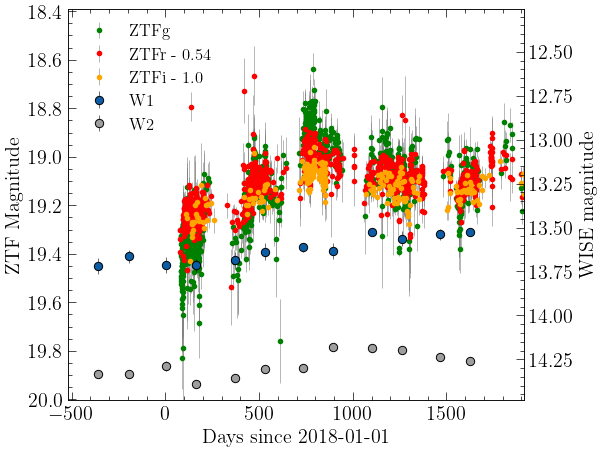 ZTFg
ZTFr - 0.54
ZTFi - 1.0
W1
W2
18.4
18.6
18.8
19.0
19.2
19.4
19.6
19.8
20.0
ZTF Magnitude
12.50
12.75
13.00
13.25
13.50
13.75
14.00
14.25
WISE magnitude
−500 0 500 1000 1500
Days since 2018-01-01